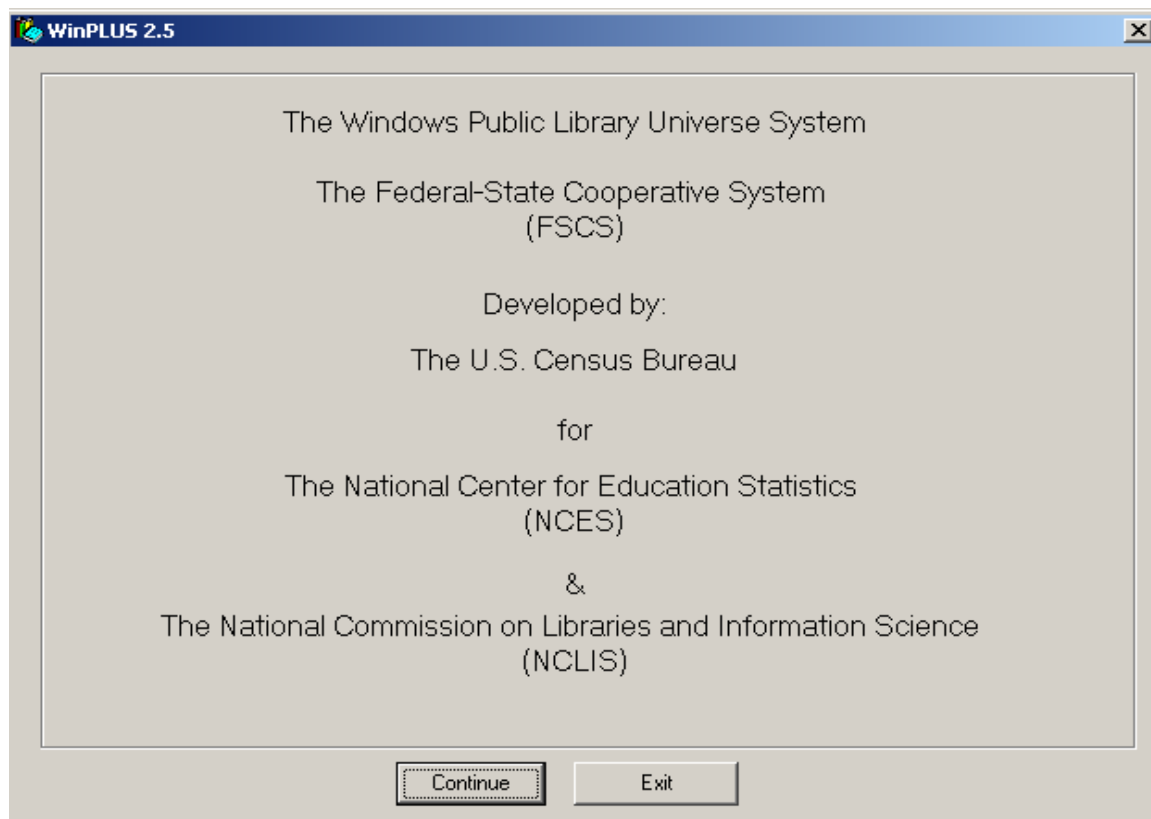 WinPLUS 2.5
The Windows Public Library Universe System
The Federal-State Cooperative System
(FSCS)
Developed by:
The U.S. Census Bureau
for
The National Center for Education Statistics
(NCES)
&
The National Commission on Libraries and Information Science
(NCLIS)
Continue Exit